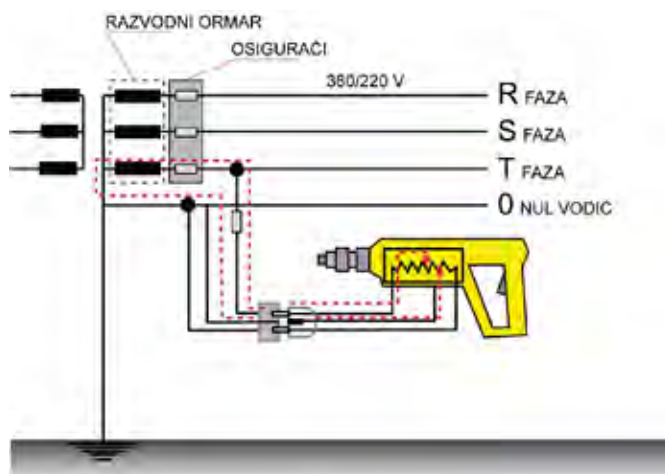 RAZVODNI ORMAR
OSIGURAČI
380/220 V
R FAZA
S FAZA
T FAZA
0 NUL VODIC